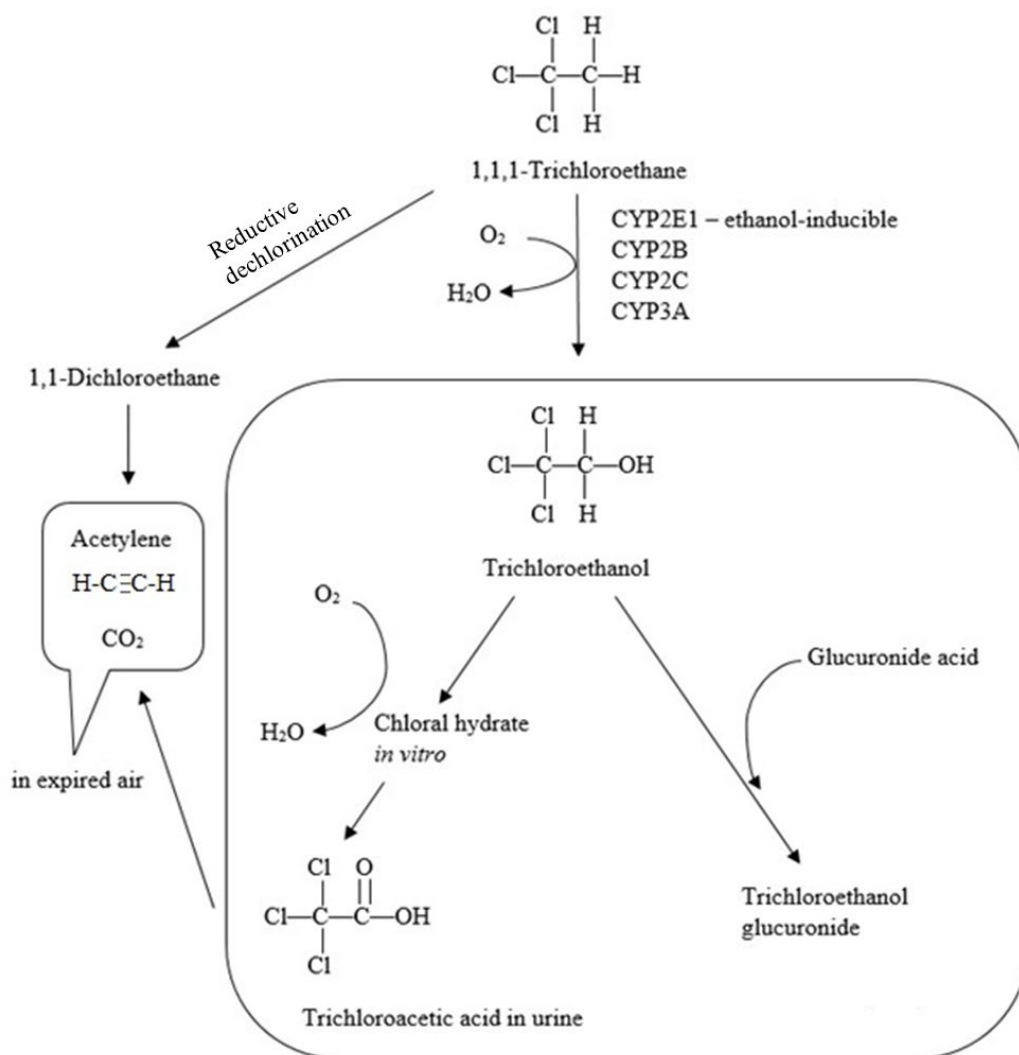 Cl H
Cl—C—C—H
Cl H
1,1,1-Trichloroethane
Reductive
dechlorination
O₂
H₂O
CYP2E1 – ethanol-inducible
CYP2B
CYP2C
CYP3A
1,1-Dichloroethane
Acetylene
H-C≡C-H
CO₂
in expired air
Cl H
Cl—C—C—OH
Cl H
Trichloroethanol
O₂
H₂O
Chloral hydrate
in vitro
Glucuronide acid
Cl O
Cl—C—C—OH
Cl
Trichloroacetic acid in urine
Trichloroethanol
glucuronide